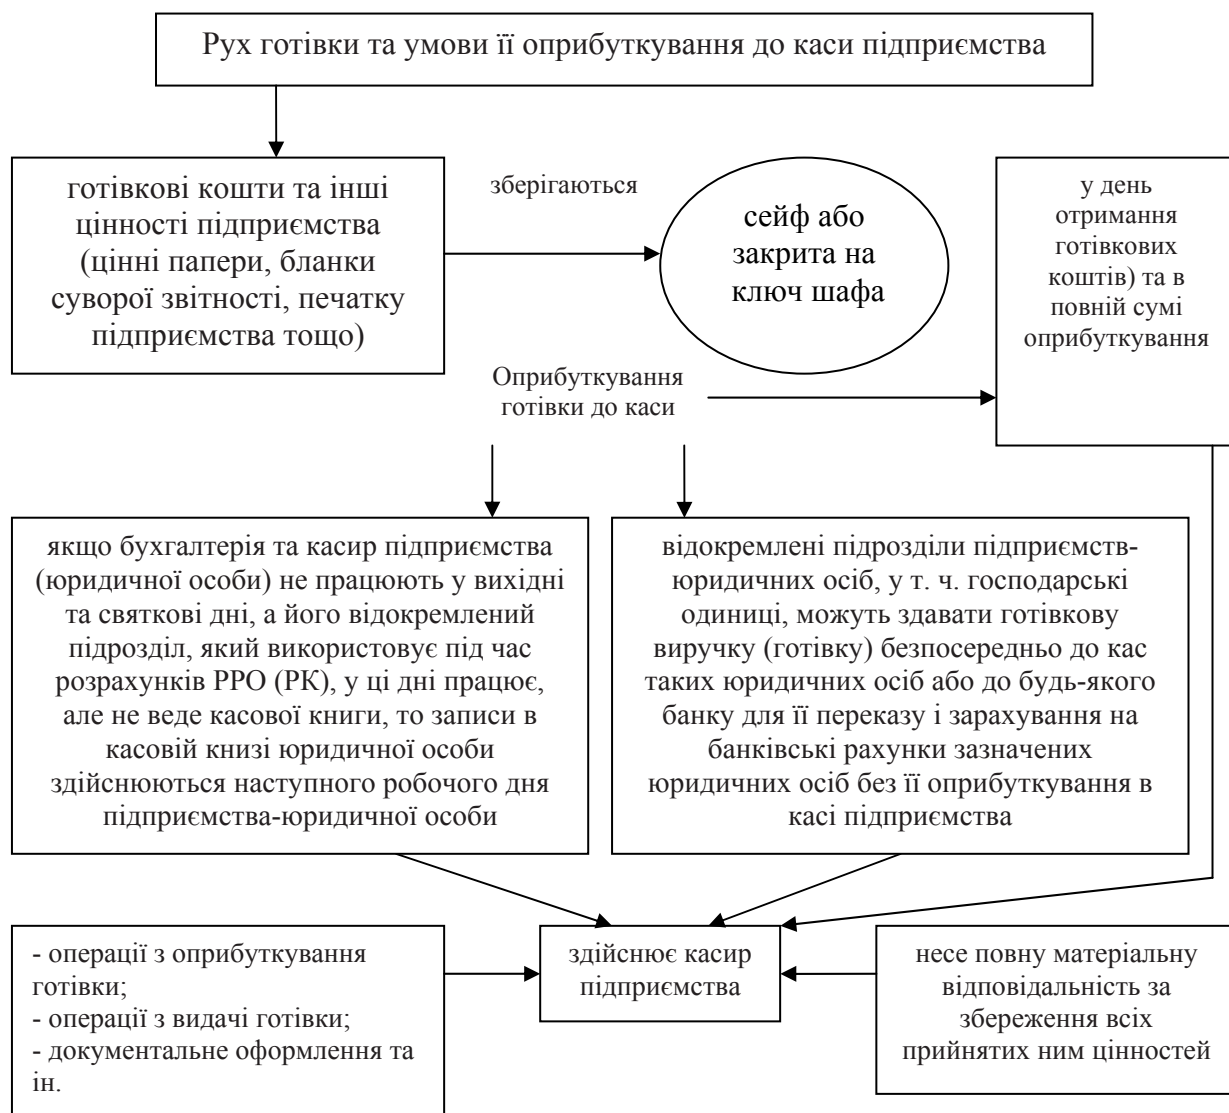 Рух готівки та умови її оприбуткування до каси підприємства
готівкові кошти та інші
цінності підприємства
(цінні папери, бланки
суворої звітності, печатку
підприємства тощо)
зберігаються
сейф або
закрита на
ключ шафа
у день
отримання
готівкових
коштів) та в
повній сумі
оприбуткування
Оприбуткування
готівки до каси
якщо бухгалтерія та касир підприємства
(юридичної особи) не працюють у вихідні
та святкові дні, а його відокремлений
підрозділ, який використовує під час
розрахунків РРО (РК), у ці дні працює,
але не веде касової книги, то записи в
касовій книзі юридичної особи
здійснюються наступного робочого дня
підприємства-юридичної особи
відокремлені підрозділи підприємств-
юридичних осіб, у т. ч. господарські
одиниці, можуть здавати готівкову
виручку (готівку) безпосередньо до кас
таких юридичних осіб або до будь-якого
банку для її переказу і зарахування на
банківські рахунки зазначених
юридичних осіб без її оприбуткування в
касі підприємства
- операції з оприбуткування
готівки;
- операції з видачі готівки;
- документальне оформлення та
ін.
здійснює касир
підприємства
несе повну матеріальну
відповідальність за
збереження всіх
прийнятих ним цінностей